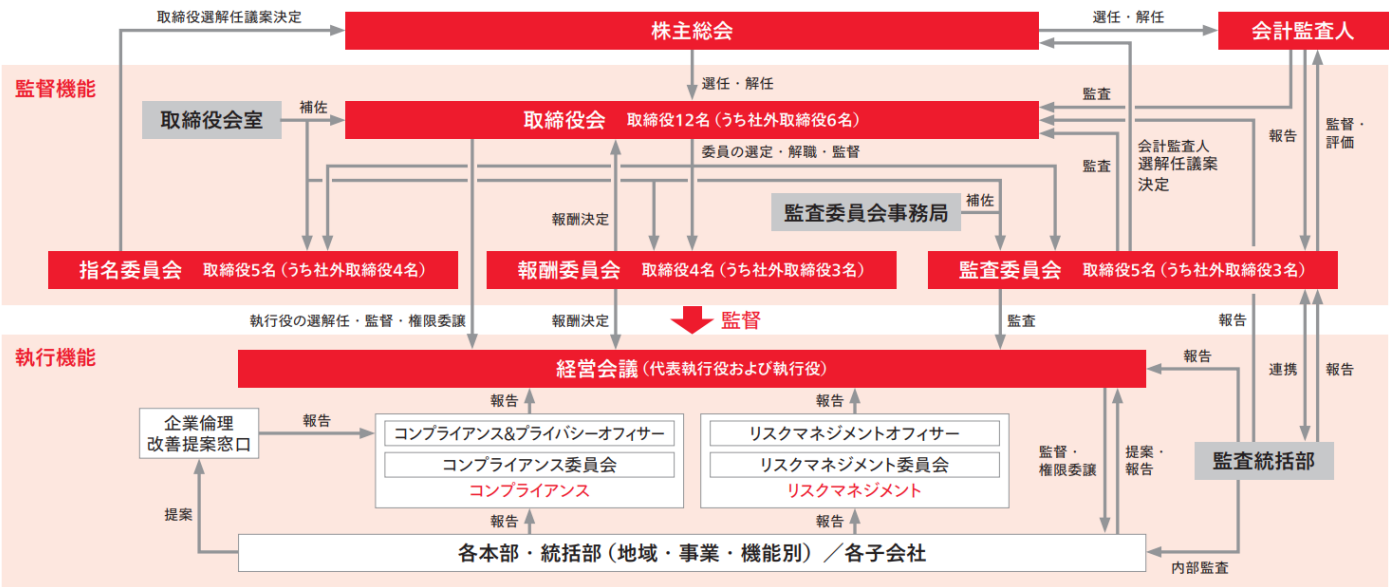 取締役選解任議案決定
株主総会
選任・解任
会計監査人
監督機能
選任・解任
取締役会室
補佐
取締役会 取締役12名（うち社外取締役6名）
監査
報告
監督・
評価
委員の選定・解職・監督
監査
会計監査人
選解任議案
決定
監査委員会事務局
補佐
報酬決定
指名委員会 取締役5名（うち社外取締役4名）
報酬委員会 取締役4名（うち社外取締役3名）
監査委員会 取締役5名（うち社外取締役3名）
執行役の選解任・監督・権限委譲
報酬決定
監督
監査
報告
執行機能
経営会議（代表執行役および執行役）
報告
連携
報告
企業倫理
改善提案窓口
報告
報告
報告
コンプライアンス&プライバシーオフィサー
コンプライアンス委員会
コンプライアンス
リスクマネジメントオフィサー
リスクマネジメント委員会
リスクマネジメント
監督・
権限委譲
提案・
報告
監査統括部
提案
報告
報告
各本部・統括部（地域・事業・機能別）／各子会社
内部監査